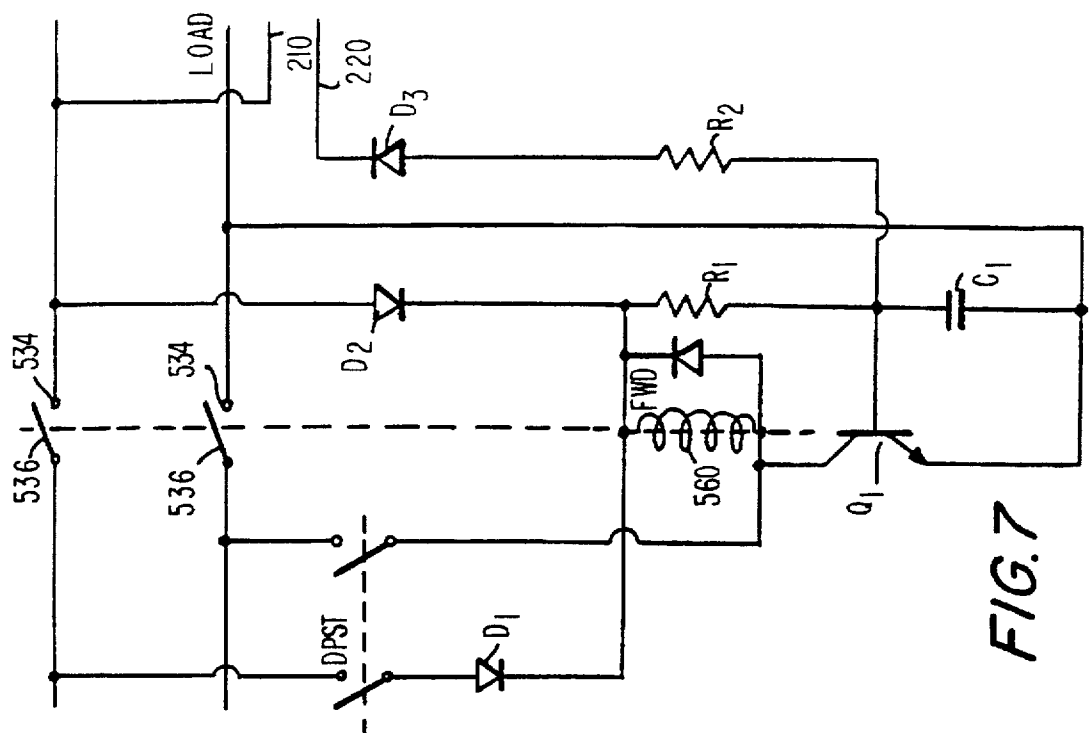 LOAD
210
220
534
536
534
536
D3
D2
R2
R1
FWD
C1
560
DPST
D1
Q1
FIG. 7